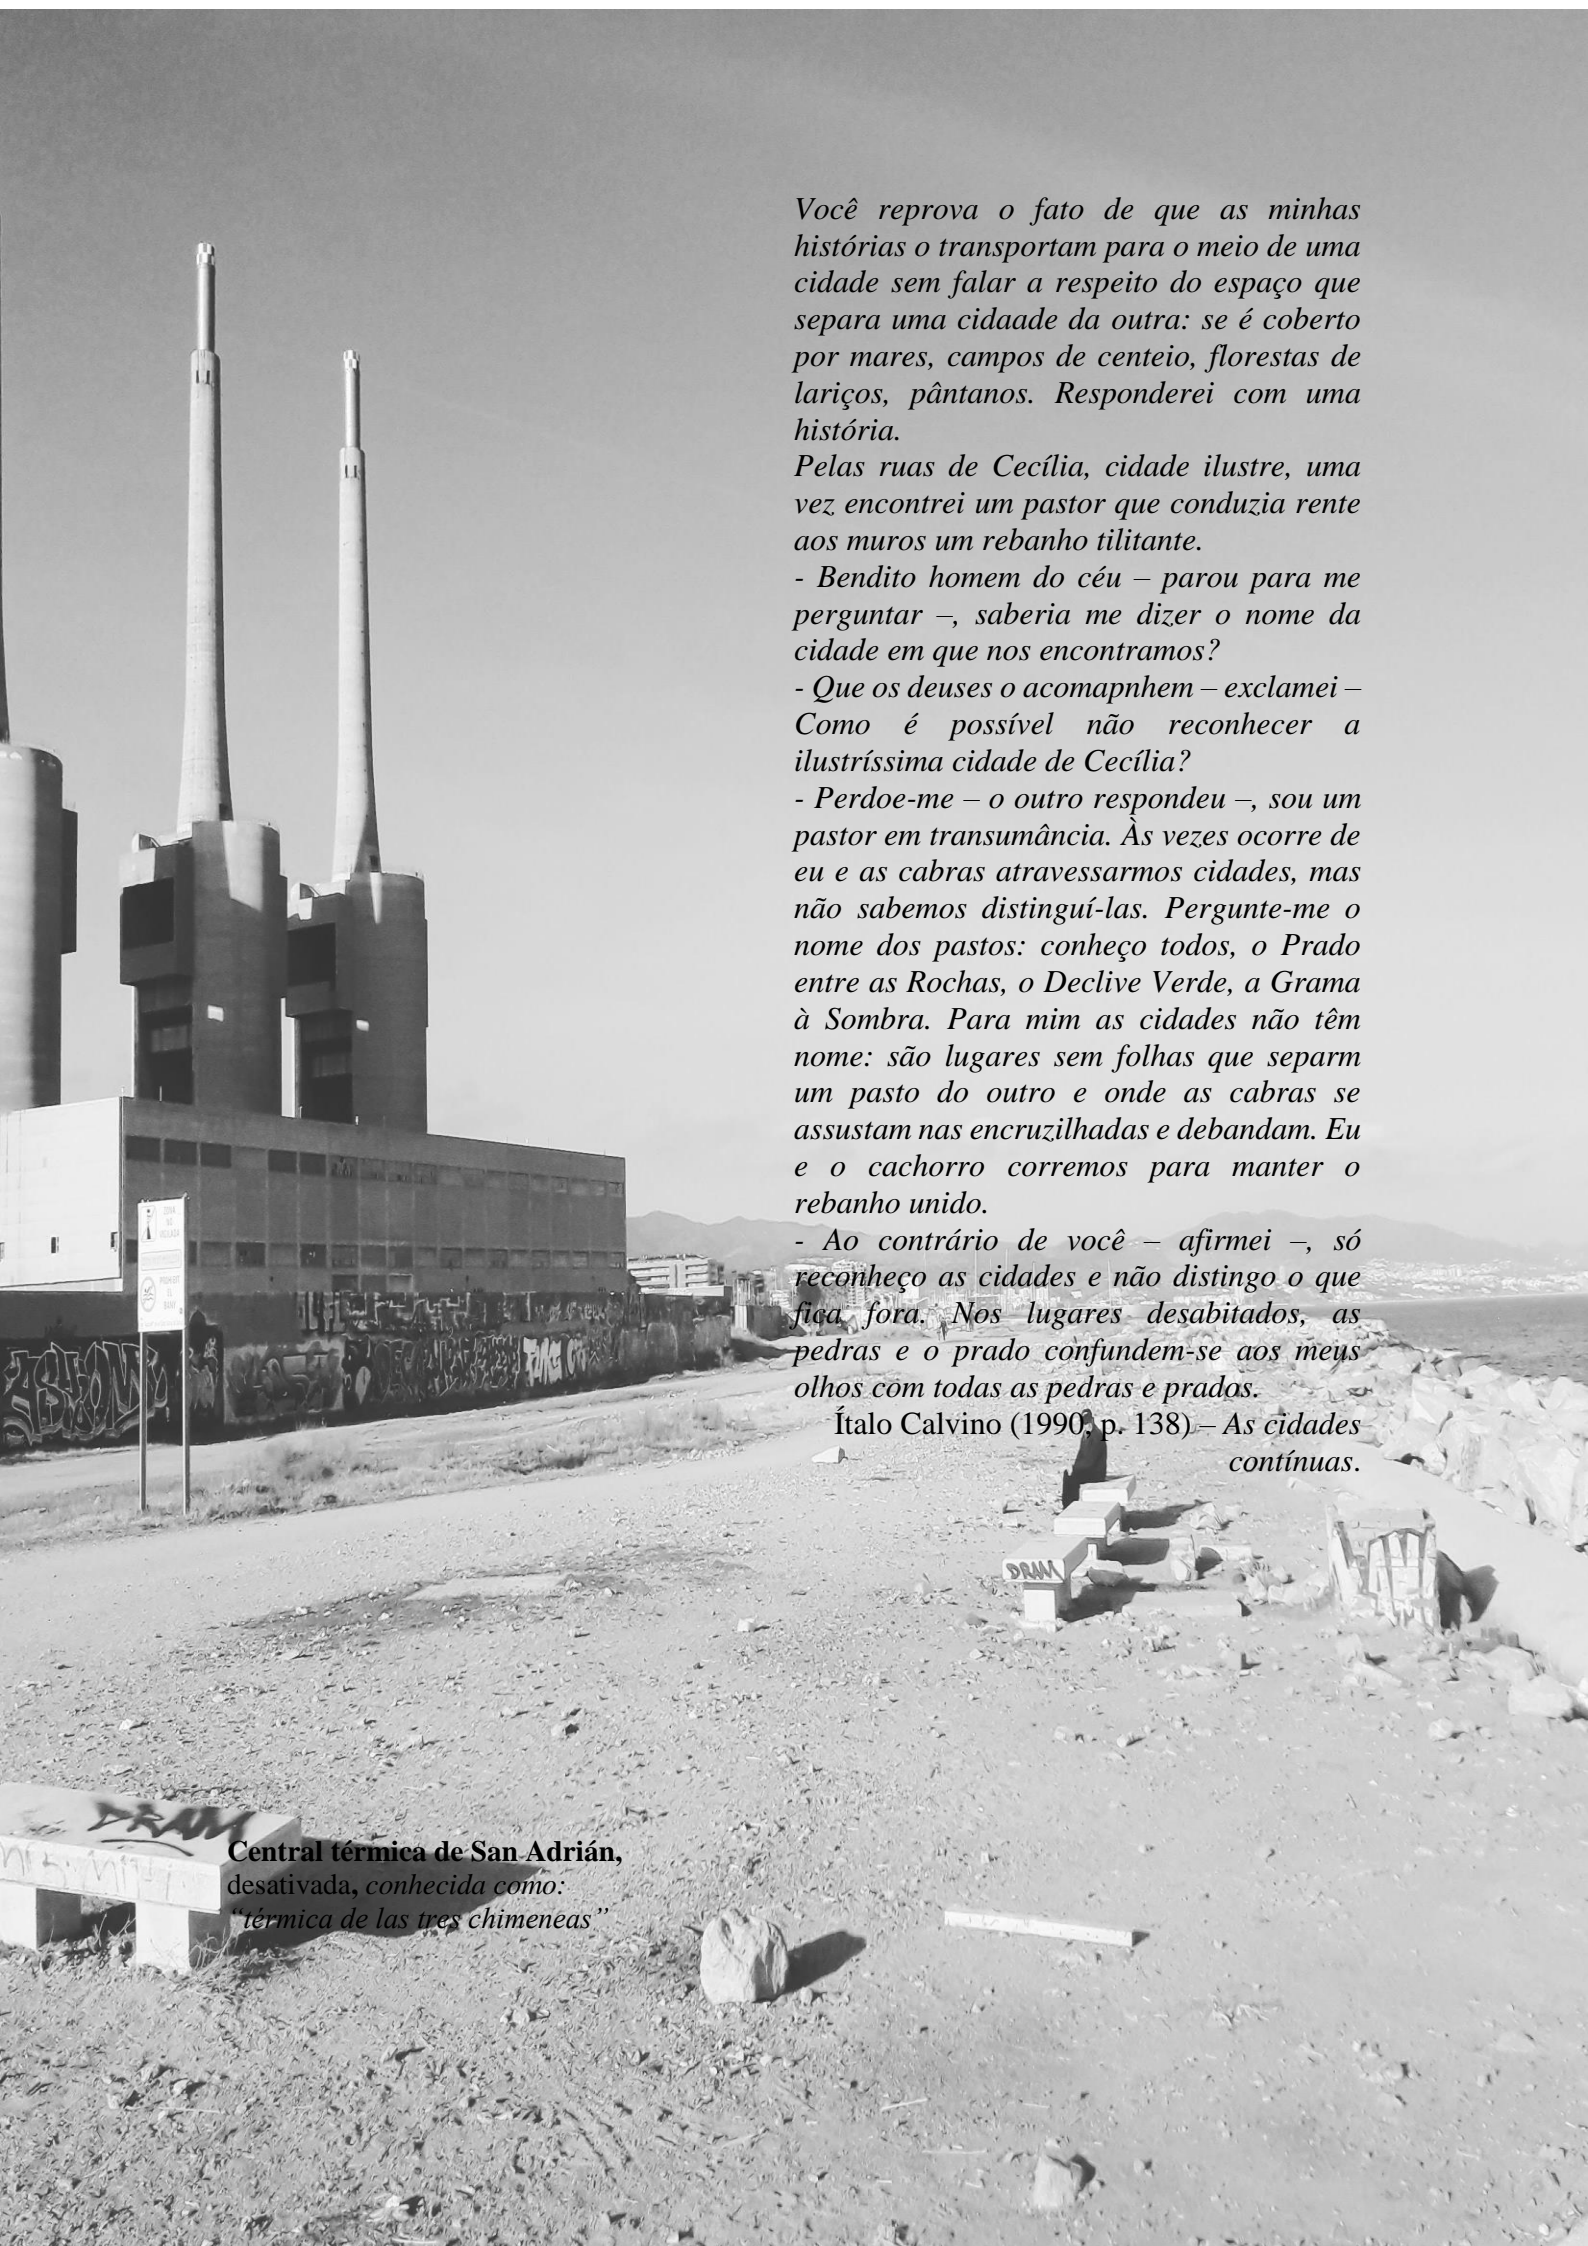 Você reprova o fato de que as minhas
histórias o transportam para o meio de uma
cidade sem falar a respeito do espaço que
separa uma cidaade da outra: se é coberto
por mares, campos de centeio, florestas de
lariços, pântanos. Responderei com uma
história.
Pelas ruas de Cecília, cidade ilustre, uma
vez encontrei um pastor que conduzia rente
aos muros um rebanho tilitante.
- Bendito homem do céu – parou para me
perguntar –, saberia me dizer o nome da
cidade em que nos encontramos?
- Que os deuses o acomapnhem – exclamei –
Como é possível não reconhecer a
ilustríssima cidade de Cecília?
- Perdoe-me – o outro respondeu –, sou um
pastor em transumância. Às vezes ocorre de
eu e as cabras atravessarmos cidades, mas
não sabemos distinguí-las. Pergunte-me o
nome dos pastos: conheço todos, o Prado
entre as Rochas, o Declive Verde, a Grama
à Sombra. Para mim as cidades não têm
nome: são lugares sem folhas que separm
um pasto do outro e onde as cabras se
assustam nas encruzilhadas e debandam. Eu
e o cachorro corremos para manter o
rebanho unido.
- Ao contrário de você – afirmei –, só
reconheço as cidades e não distingo o que
fica fora. Nos lugares desabitados, as
pedras e o prado confundem-se aos meus
olhos com todas as pedras e prados.
Ítalo Calvino (1990, p. 138) – As cidades
contínuas.
ZONA
NO
VIGILADA
PROHIBIT
EL
BANY
DRAM
DRAM
Central térmica de San Adrián,
desativada, conhecida como:
“térmica de las tres chimeneas”